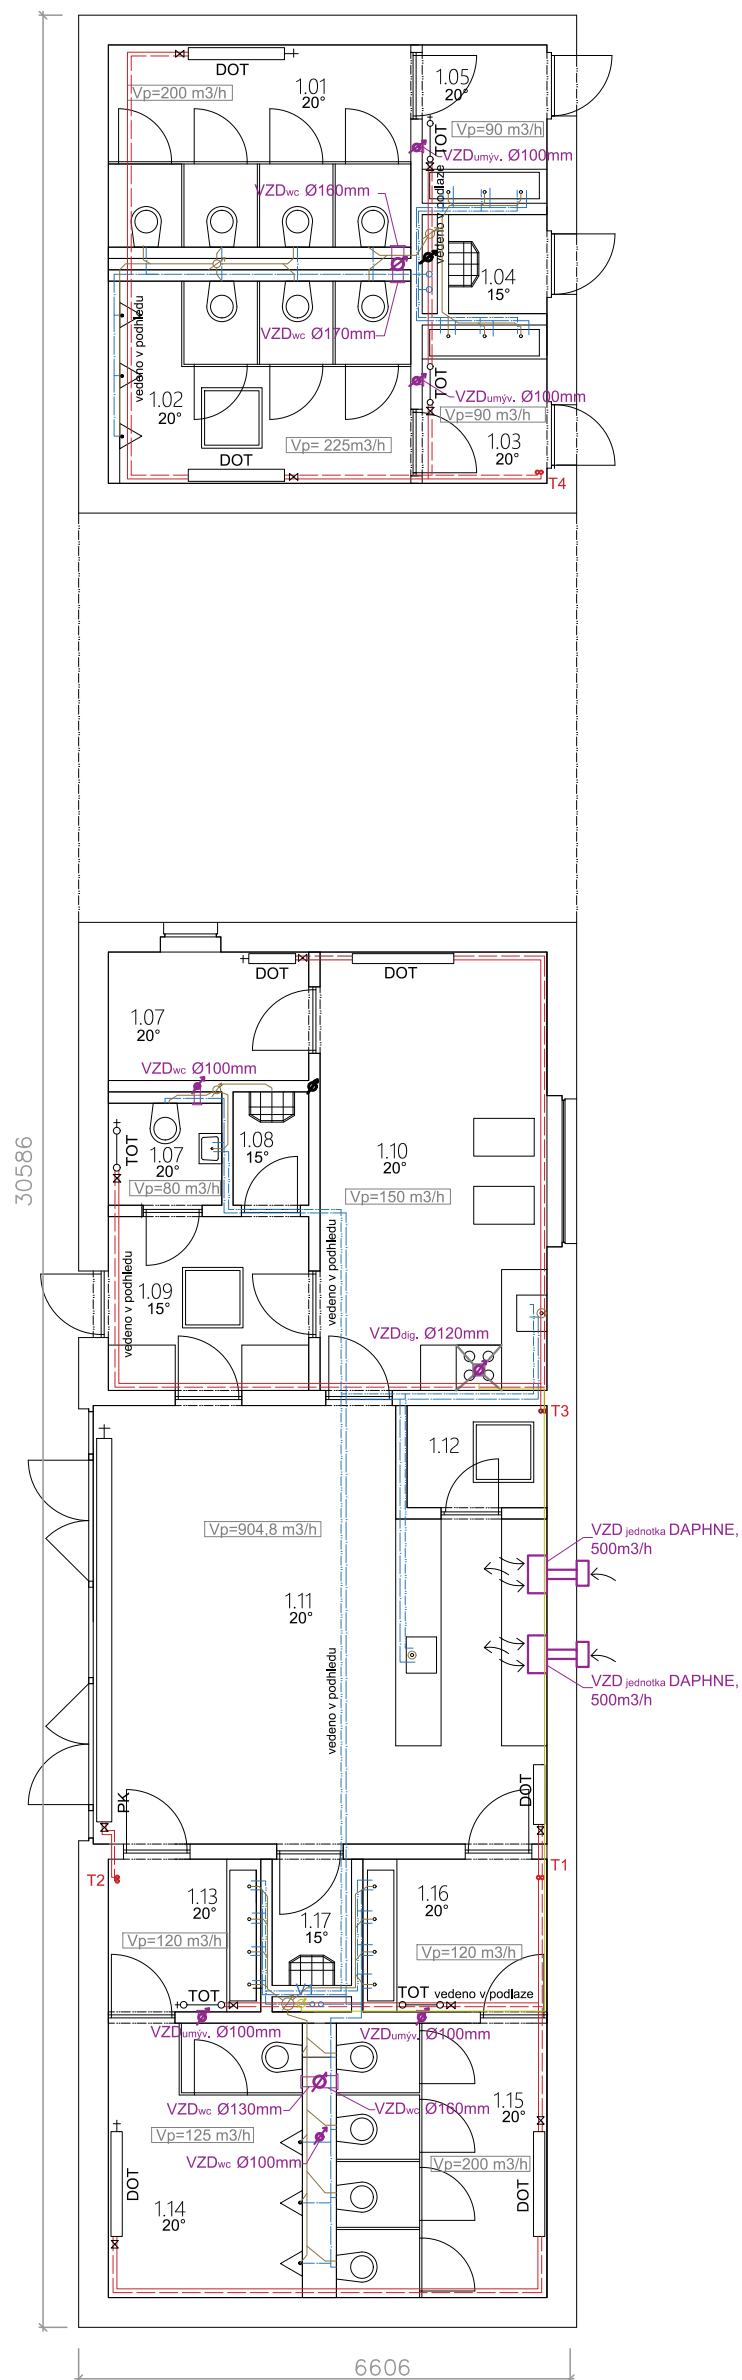 DOT
Vp=200 m3/h
1.01
20°
1.05
20°
Vp=90 m3/h
TOT
VZDumýv. Ø100mm
vedeno v podlaze
VZDwc Ø160mm
1.04
15°
vedeno v podhledu
VZDwc Ø170mm
1.02
20°
TOT
VZDumýv. Ø100mm
Vp=90 m3/h
Vp= 225m3/h
1.03
20°
DOT
T4
DOT
DOT
1.07
20°
VZDwc Ø100mm
30586
TOT
1.07
20°
Vp=80 m3/h
1.08
15°
1.10
20°
Vp=150 m3/h
vedeno v podhledu
vedeno v podhledu
1.09
15°
VZDdig. Ø120mm
T3
1.12
Vp=904,8 m3/h
VZD jednotka DAPHNE,
500m3/h
1.11
20°
vedeno v podhledu
VZD jednotka DAPHNE,
500m3/h
PK
DOT
T2
T1
1.13
20°
1.17
15°
1.16
20°
Vp=120 m3/h
Vp=120 m3/h
TOT
TOT
vedeno v podlaze
VZDumýv. Ø100mm
VZDumýv. Ø100mm
VZDwc Ø130mm
VZDwc Ø160mm
1.15
20°
Vp=125 m3/h
VZDwc Ø100mm
Vp=200 m3/h
DOT
DOT
1.14
20°
6606